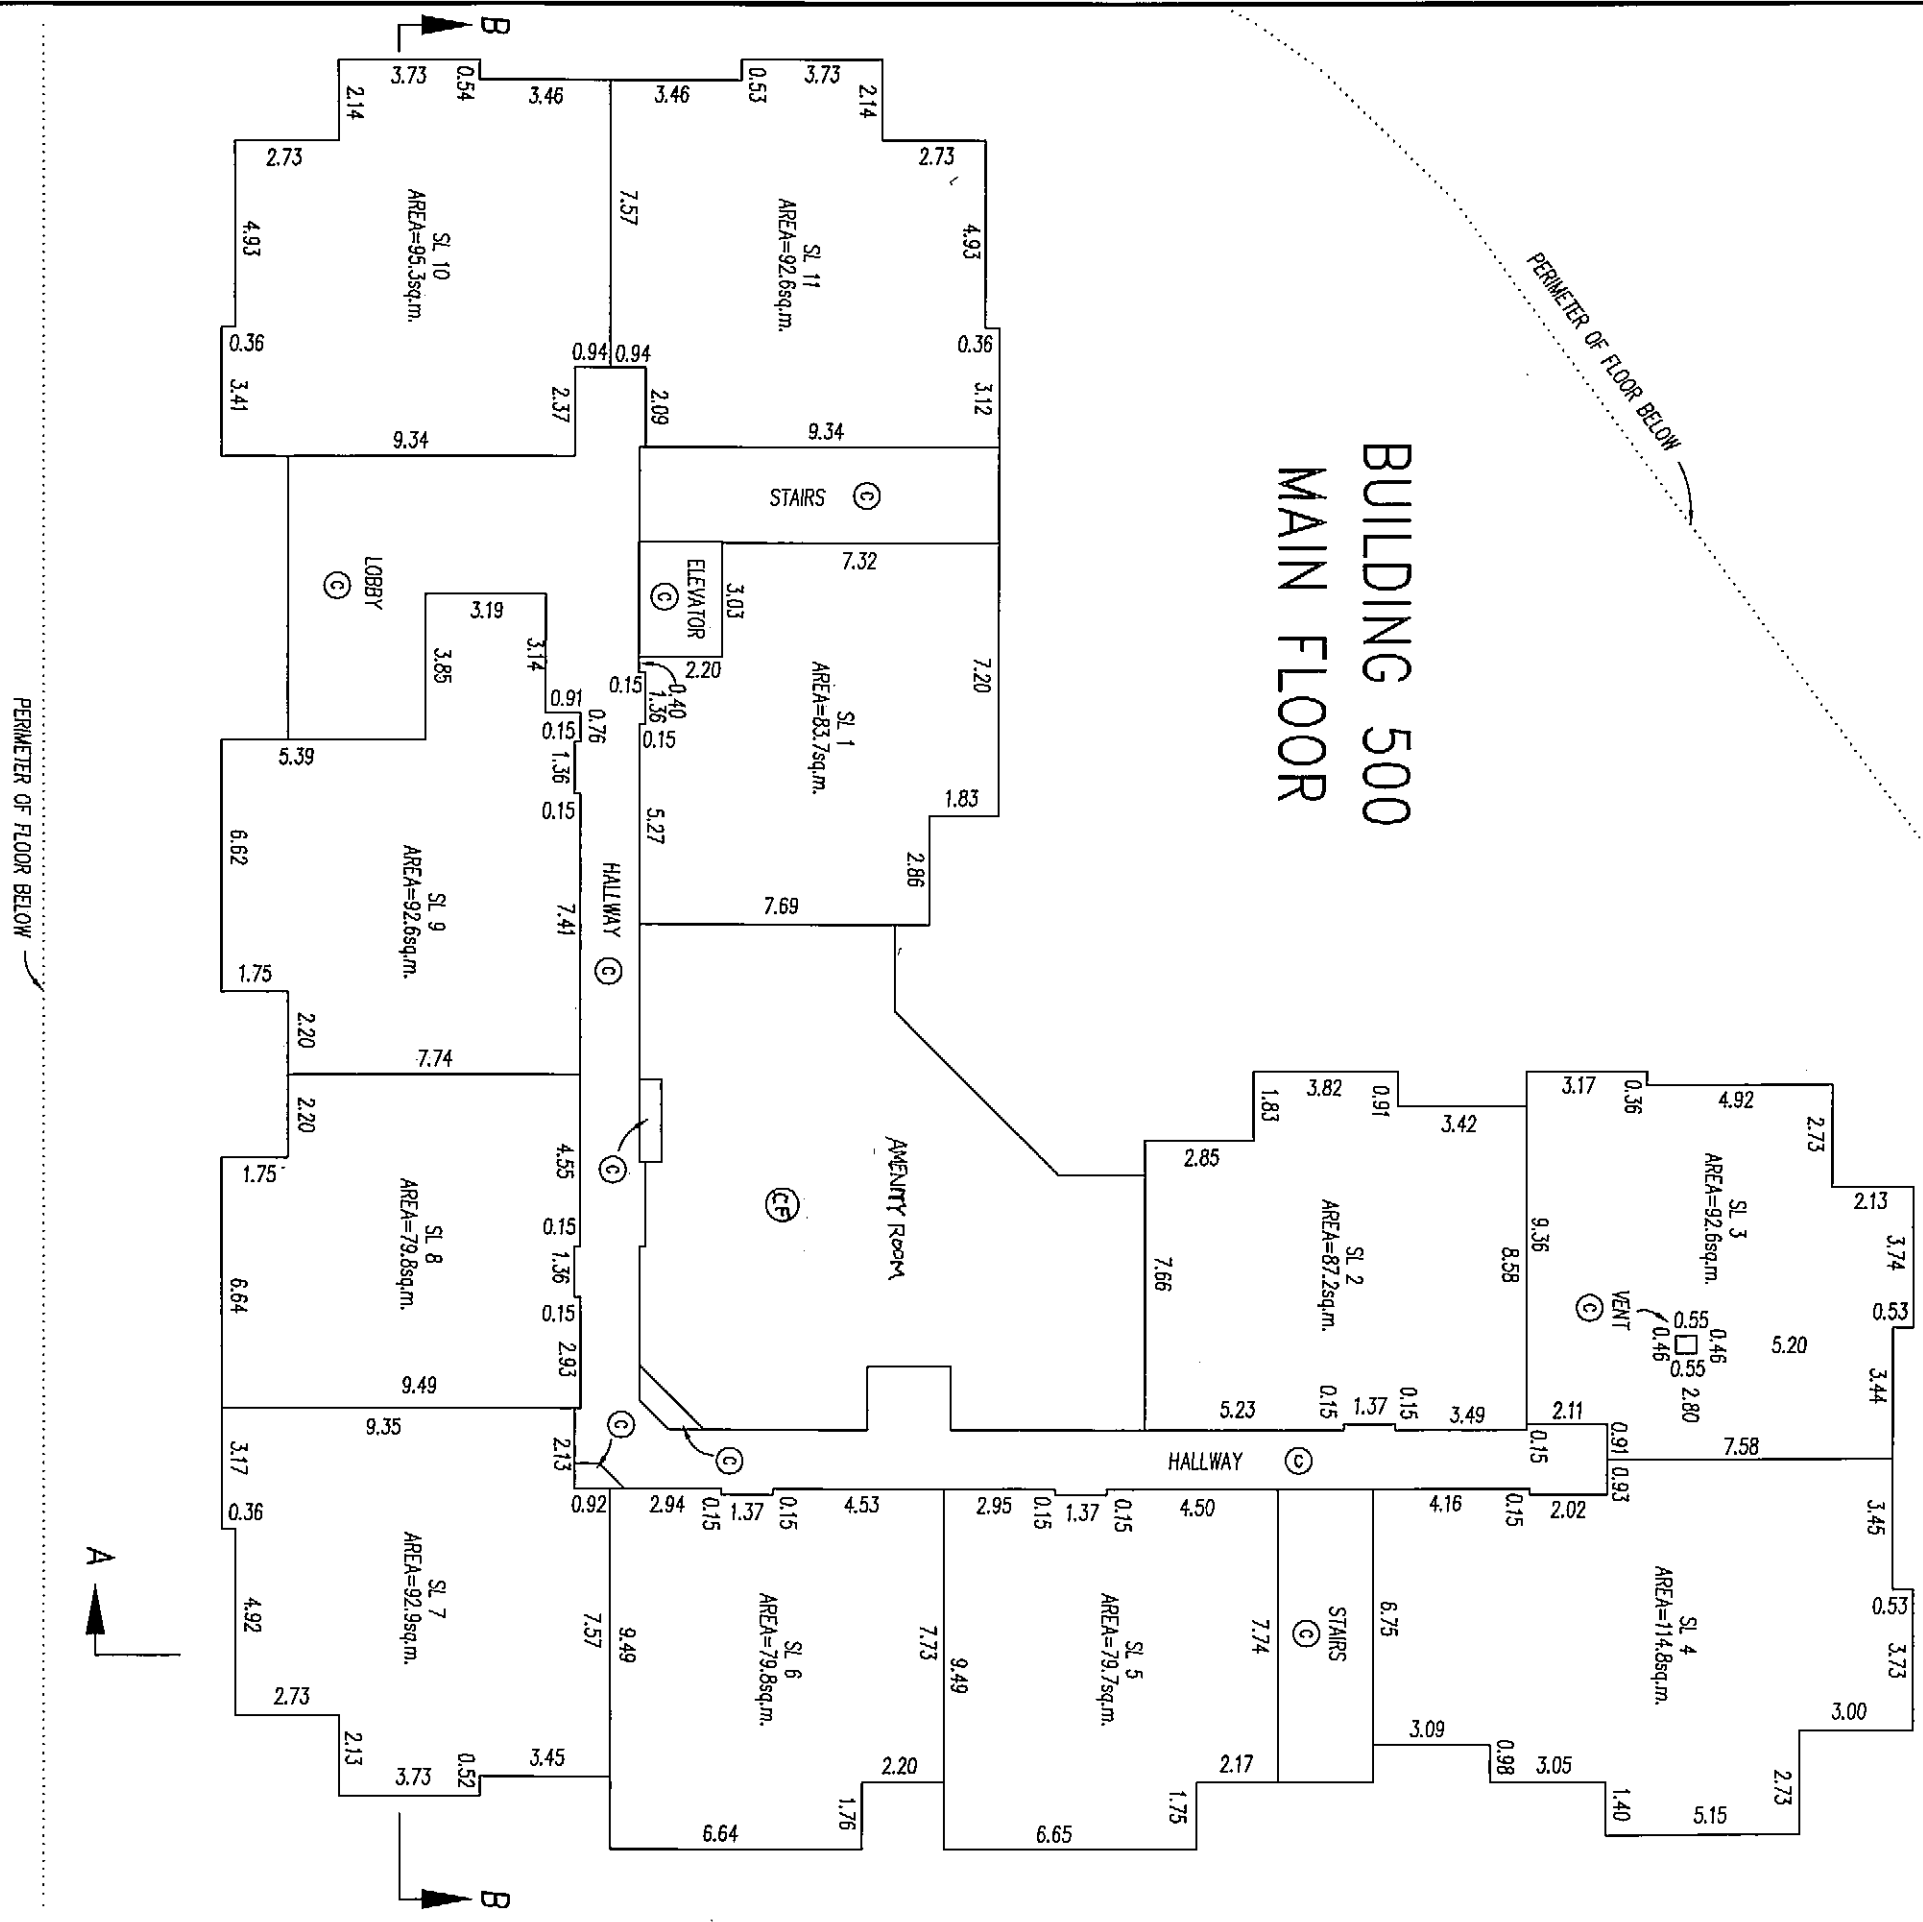 BUILDING 500
MAIN FLOOR
PERIMETER OF FLOOR BELOW
PERIMETER OF FLOOR BELOW
B
B
A
SL 10
AREA=95.3sq.m.
3.73
0.54
3.46
2.14
2.73
4.93
0.36
3.41
9.34
2.37
0.94
7.57
SL 11
AREA=92.6sq.m.
3.46
0.53
3.73
2.14
2.73
4.93
0.36
3.12
9.34
2.09
0.94
STAIRS
C
ELEVATOR
C
3.03
2.20
LOBBY
C
SL 1
AREA=83.7sq.m.
7.32
7.20
1.83
2.86
7.69
5.27
0.15
1.36
0.15
0.40
SL 9
AREA=92.6sq.m.
3.19
3.14
3.85
0.91
0.76
0.15
1.36
0.15
5.39
6.62
7.41
1.75
2.20
7.74
HALLWAY
C
SL 8
AREA=79.8sq.m.
2.20
1.75
4.55
0.15
1.36
0.15
2.93
6.64
9.49
C
AMENITY ROOM
CF
SL 2
AREA=87.2sq.m.
3.82
0.91
1.83
3.42
2.85
7.66
8.58
5.23
0.15
1.37
0.15
3.49
SL 3
AREA=92.6sq.m.
3.17
0.36
4.92
2.73
2.13
3.74
0.53
3.44
9.36
5.20
2.80
VENT
C
0.55
0.46
0.46
0.55
2.11
0.15
0.91
7.58
HALLWAY
C
C
C
SL 7
AREA=92.9sq.m.
9.35
2.13
0.92
3.17
0.36
4.92
2.73
2.13
3.73
0.52
3.45
7.57
SL 6
AREA=79.8sq.m.
2.94
0.15
1.37
0.15
4.53
9.49
7.73
2.20
1.76
6.64
SL 5
AREA=79.7sq.m.
2.95
0.15
1.37
0.15
4.50
9.49
7.74
2.17
1.75
6.65
STAIRS
C
SL 4
AREA=114.8sq.m.
4.16
0.15
2.02
0.93
3.45
0.53
3.73
3.00
2.73
5.15
1.40
3.05
0.98
3.09
6.75